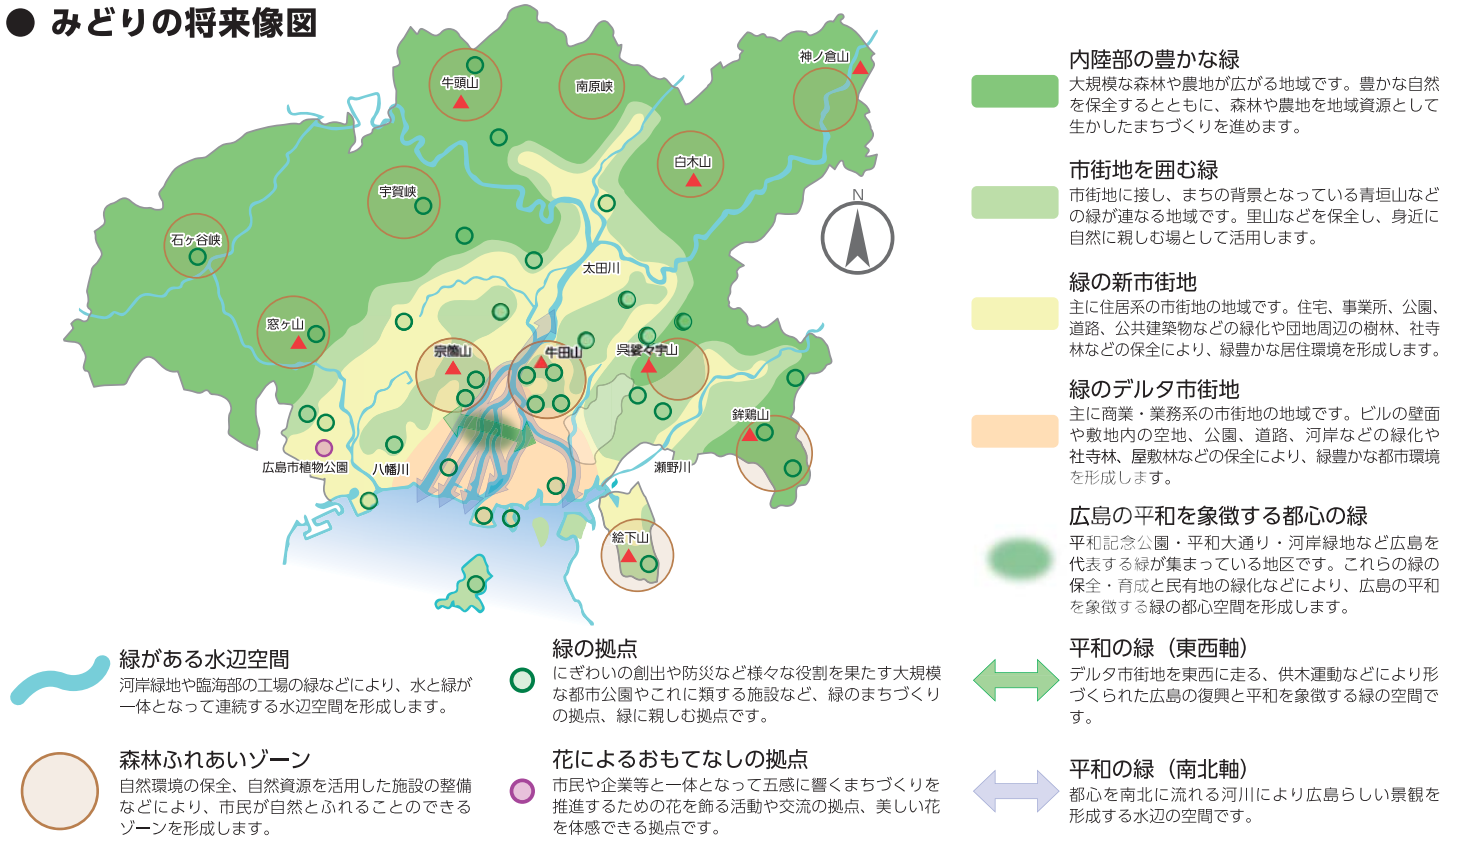 ● みどりの将来像図
牛頭山
南原峡
神ノ倉山
白木山
宇賀峡
石ヶ谷峡
N
太田川
窓ヶ山
宗箇山
牛田山
呉娑々宇山
鉾鶏山
広島市植物公園
八幡川
瀬野川
絵下山
内陸部の豊かな緑
大規模な森林や農地が広がる地域です。豊かな自然
を保全するとともに、森林や農地を地域資源として
生かしたまちづくりを進めます。
市街地を囲む緑
市街地に接し、まちの背景となっている青垣山など
の緑が連なる地域です。里山などを保全し、身近に
自然に親しむ場として活用します。
緑の新市街地
主に住居系の市街地の地域です。住宅、事業所、公園、
道路、公共建築物などの緑化や団地周辺の樹林、社寺
林などの保全により、緑豊かな居住環境を形成します。
緑のデルタ市街地
主に商業・業務系の市街地の地域です。ビルの壁面
や敷地内の空地、公園、道路、河岸などの緑化や
社寺林、屋敷林などの保全により、緑豊かな都市環境
を形成します。
広島の平和を象徴する都心の緑
平和記念公園・平和大通り・河岸緑地など広島を
代表する緑が集まっている地区です。これらの緑の
保全・育成と民有地の緑化などにより、広島の平和
を象徴する緑の都心空間を形成します。
平和の緑（東西軸）
デルタ市街地を東西に走る、供木運動などにより形
づくられた広島の復興と平和を象徴する緑の空間で
す。
平和の緑（南北軸）
都心を南北に流れる河川により広島らしい景観を
形成する水辺の空間です。
緑がある水辺空間
河岸緑地や臨海部の工場の緑などにより、水と緑が
一体となって連続する水辺空間を形成します。
森林ふれあいゾーン
自然環境の保全、自然資源を活用した施設の整備
などにより、市民が自然とふれることのできる
ゾーンを形成します。
緑の拠点
にぎわいの創出や防災など様々な役割を果たす大規模
な都市公園やこれに類する施設など、緑のまちづくり
の拠点、緑に親しむ拠点です。
花によるおもてなしの拠点
市民や企業等と一体となって五感に響くまちづくりを
推進するための花を飾る活動や交流の拠点、美しい花
を体感できる拠点です。